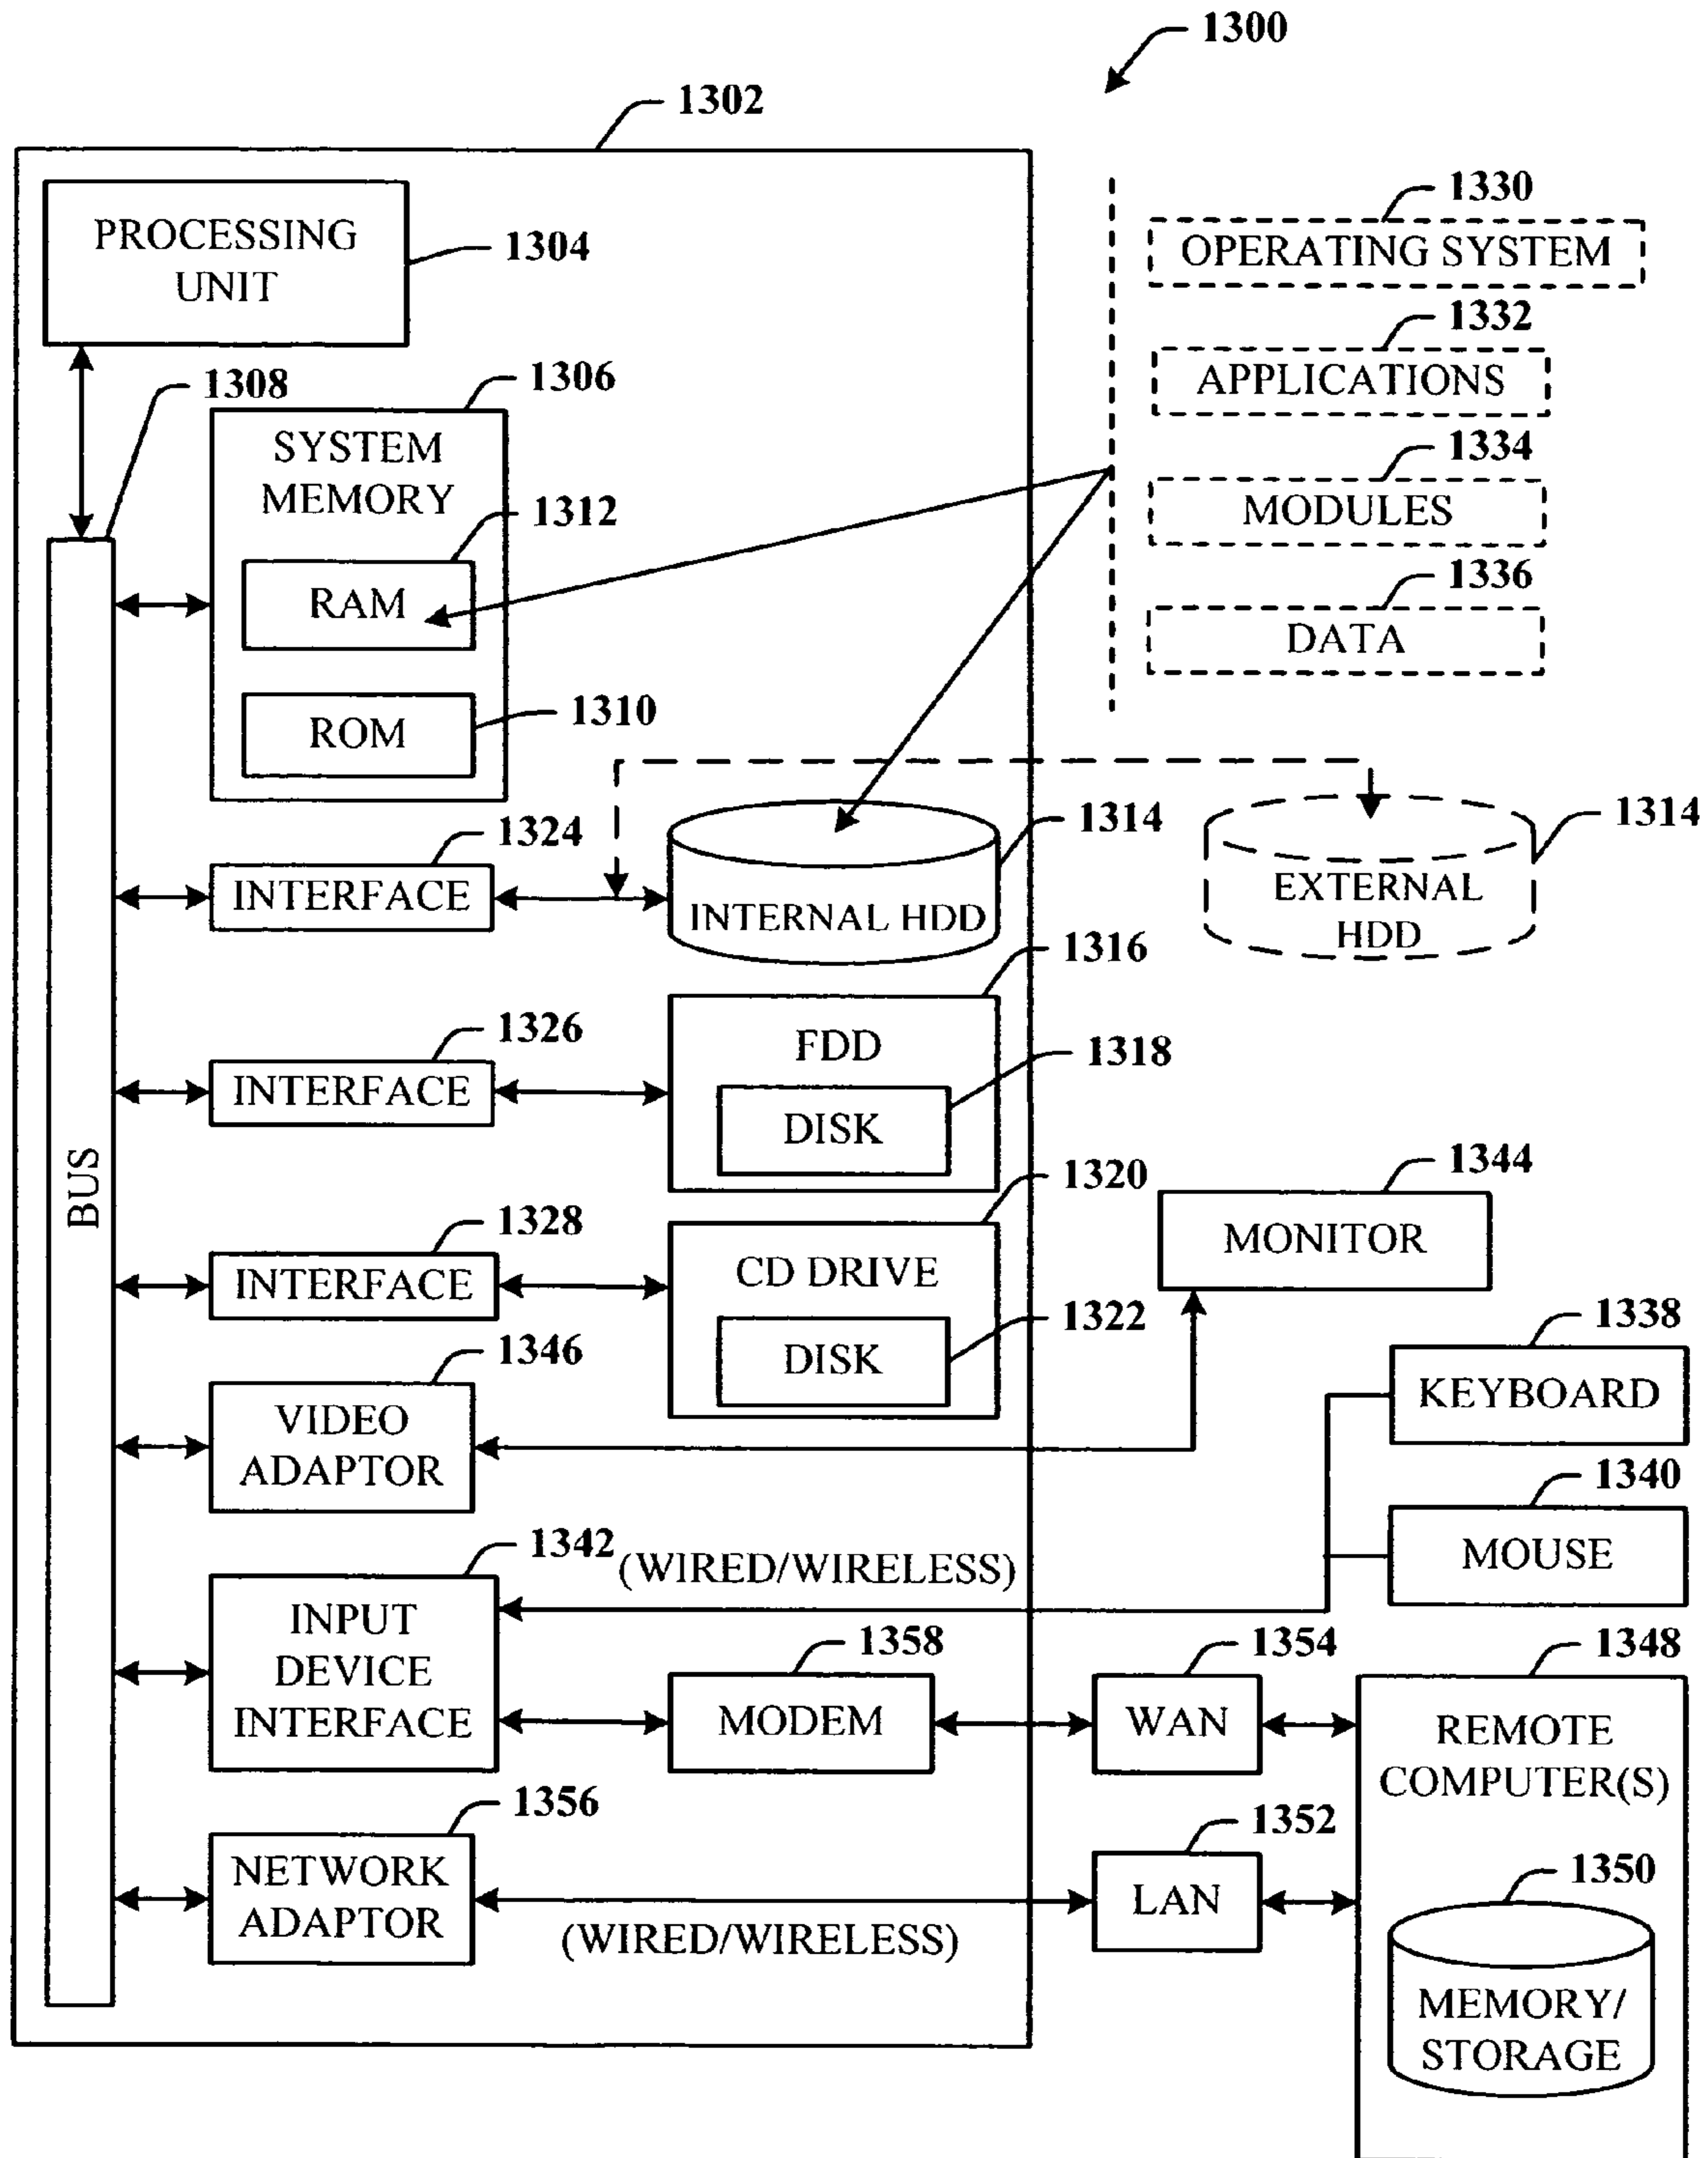 1300
1302
PROCESSING
UNIT
1304
1330
OPERATING SYSTEM
1332
APPLICATIONS
1334
MODULES
1336
DATA
1308
1306
SYSTEM
MEMORY
1312
RAM
1310
ROM
1324
INTERFACE
1314
INTERNAL HDD
1314
EXTERNAL
HDD
1316
FDD
1326
INTERFACE
1318
DISK
BUS
1320
CD DRIVE
1328
INTERFACE
1322
DISK
1344
MONITOR
1346
VIDEO
ADAPTOR
1338
KEYBOARD
1340
MOUSE
1342
(WIRED/WIRELESS)
INPUT
DEVICE
INTERFACE
1358
MODEM
1354
WAN
1348
REMOTE
COMPUTER(S)
1356
NETWORK
ADAPTOR
(WIRED/WIRELESS)
1352
LAN
1350
MEMORY/
STORAGE